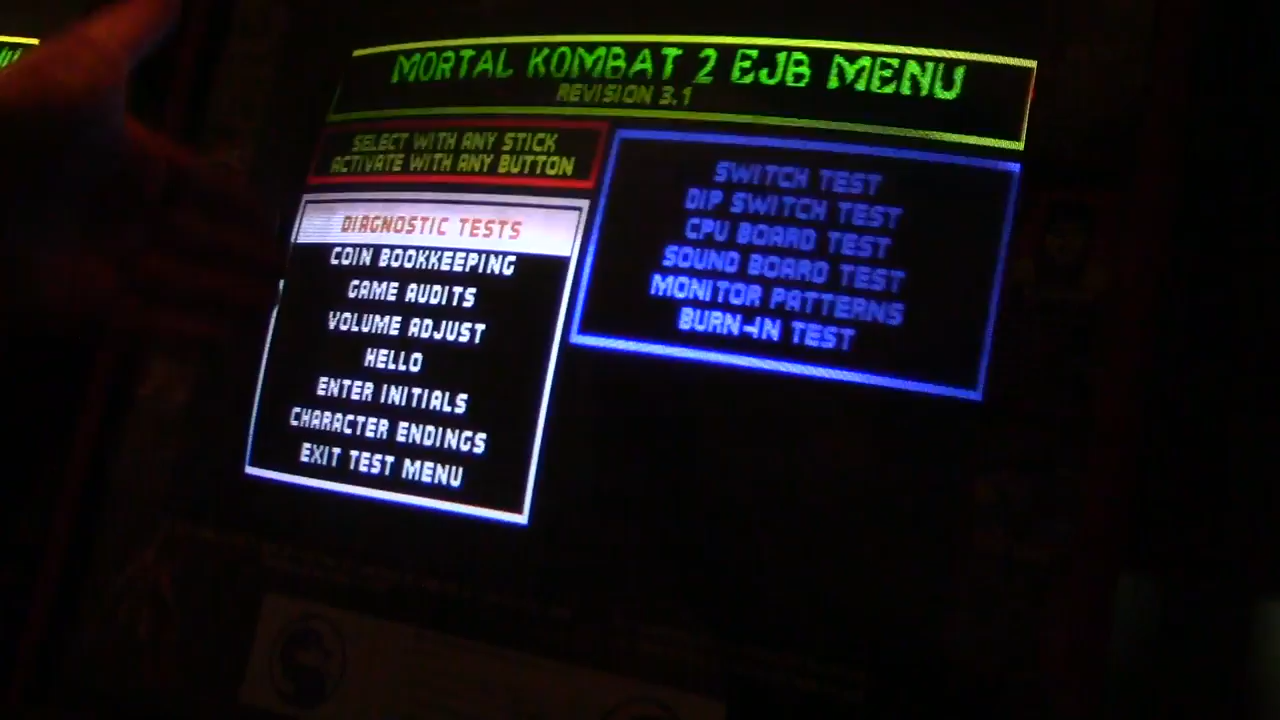 MORTAL KOMBAT 2 EJB MENU
REVISION 3.1
SELECT WITH ANY STICK
ACTIVATE WITH ANY BUTTON
DIAGNOSTIC TESTS
COIN BOOKKEEPING
GAME AUDITS
VOLUME ADJUST
HELLO
ENTER INITIALS
CHARACTER ENDINGS
EXIT TEST MENU
SWITCH TEST
DIP SWITCH TEST
CPU BOARD TEST
SOUND BOARD TEST
MONITOR PATTERNS
BURN-IN TEST